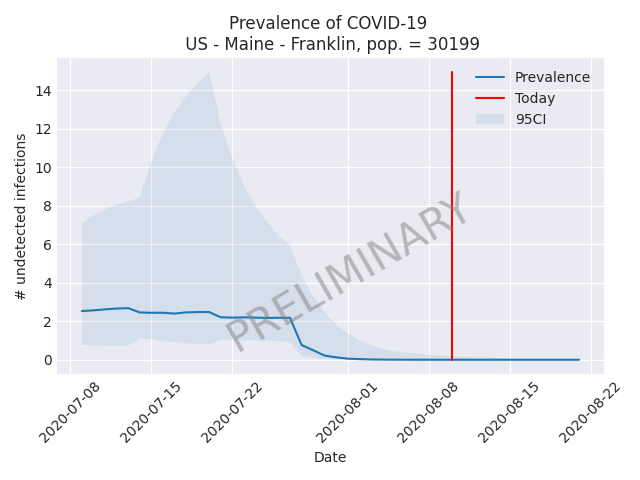 Prevalence of COVID-19
US - Maine - Franklin, pop. = 30199
Prevalence
Today
95CI
14
12
10
8
6
4
2
0
# undetected infections
PRELIMINARY
2020-07-08
2020-07-15
2020-07-22
2020-08-01
2020-08-08
2020-08-15
2020-08-22
Date